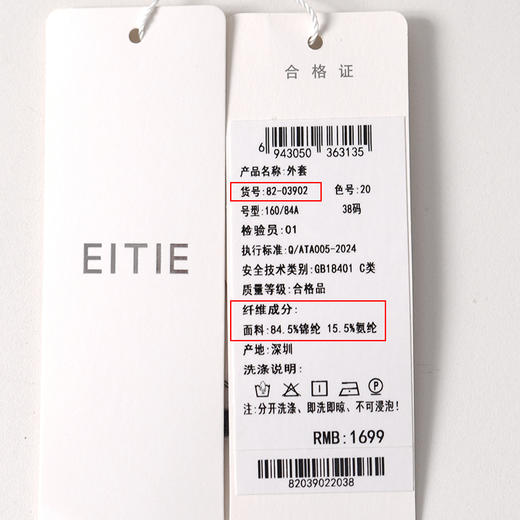 EITIE
合格证
6 943050 363135
产品名称:外套
货号:82-03902 色号:20
号型:160/84A 38码
检验员:01
执行标准:Q/ATA005-2024
安全技术类别:GB18401 C类
质量等级:合格品
纤维成分:
面料:84.5%锦纶 15.5%氨纶
产地:深圳
洗涤说明:
P
注:分开洗涤、即洗即晾、不可浸泡!
RMB:1699
82039022038